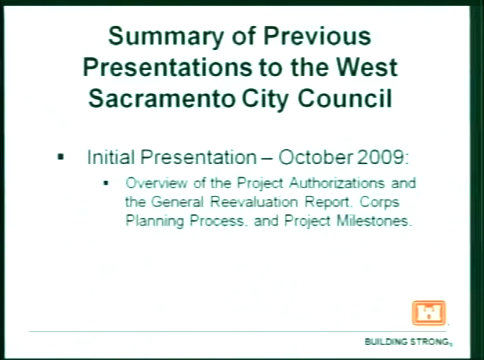 Summary of Previous
Presentations to the West
Sacramento City Council
▪ Initial Presentation – October 2009:
▪ Overview of the Project Authorizations and
the General Reevaluation Report, Corps
Planning Process, and Project Milestones.
BUILDING STRONG®